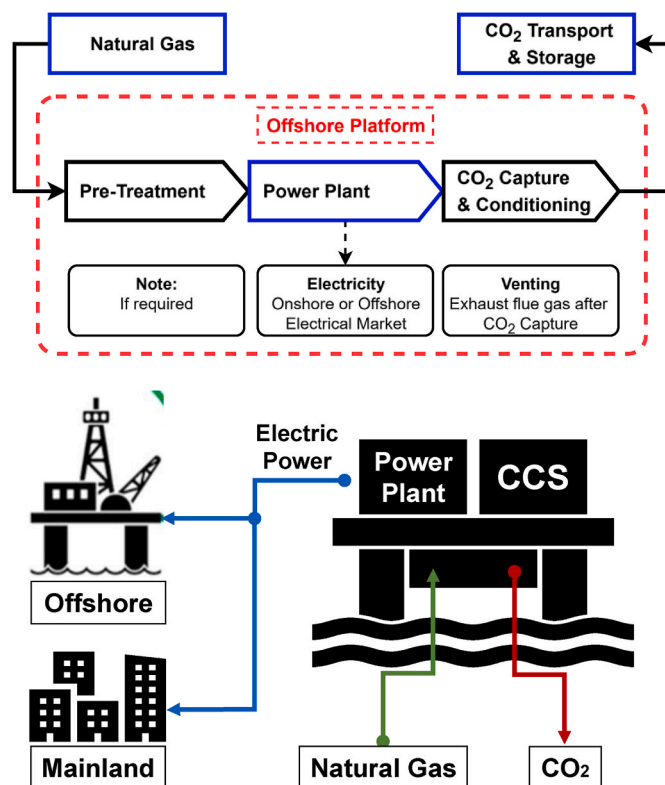 Natural Gas
CO₂ Transport
& Storage
Offshore Platform
Pre-Treatment
Power Plant
CO₂ Capture
& Conditioning
Note:
If required
Electricity
Onshore or Offshore
Electrical Market
Venting
Exhaust flue gas after
CO₂ Capture
Electric
Power
Power
Plant
CCS
Offshore
Mainland
Natural Gas
CO₂